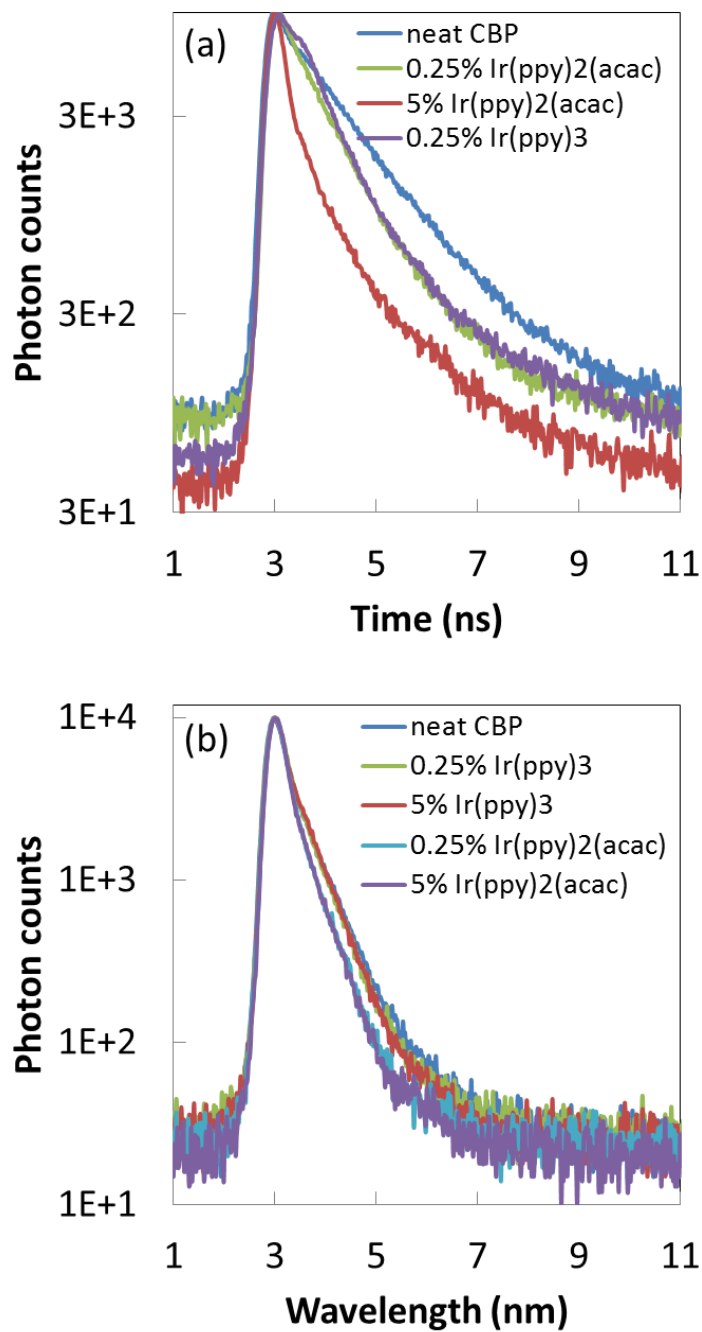 (a)
neat CBP
0.25% Ir(ppy)2(acac)
5% Ir(ppy)2(acac)
0.25% Ir(ppy)3
Photon counts
3E+3
3E+2
3E+1
1 3 5 7 9 11
Time (ns)
(b)
neat CBP
0.25% Ir(ppy)3
5% Ir(ppy)3
0.25% Ir(ppy)2(acac)
5% Ir(ppy)2(acac)
Photon counts
1E+4
1E+3
1E+2
1E+1
1 3 5 7 9 11
Wavelength (nm)